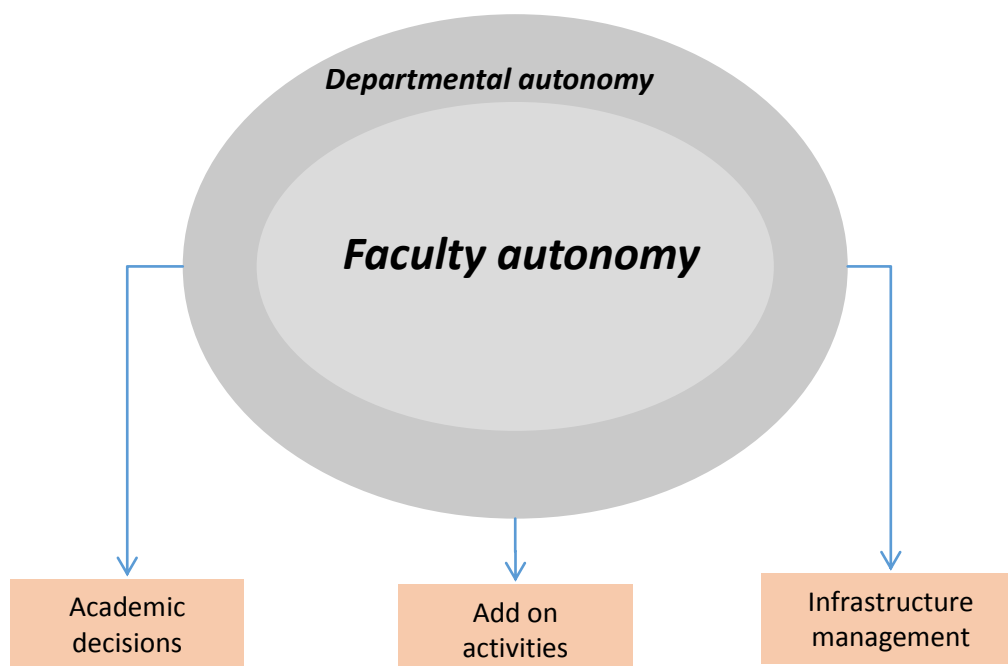 Departmental autonomy
Faculty autonomy
Academic
decisions
Add on
activities
Infrastructure
management